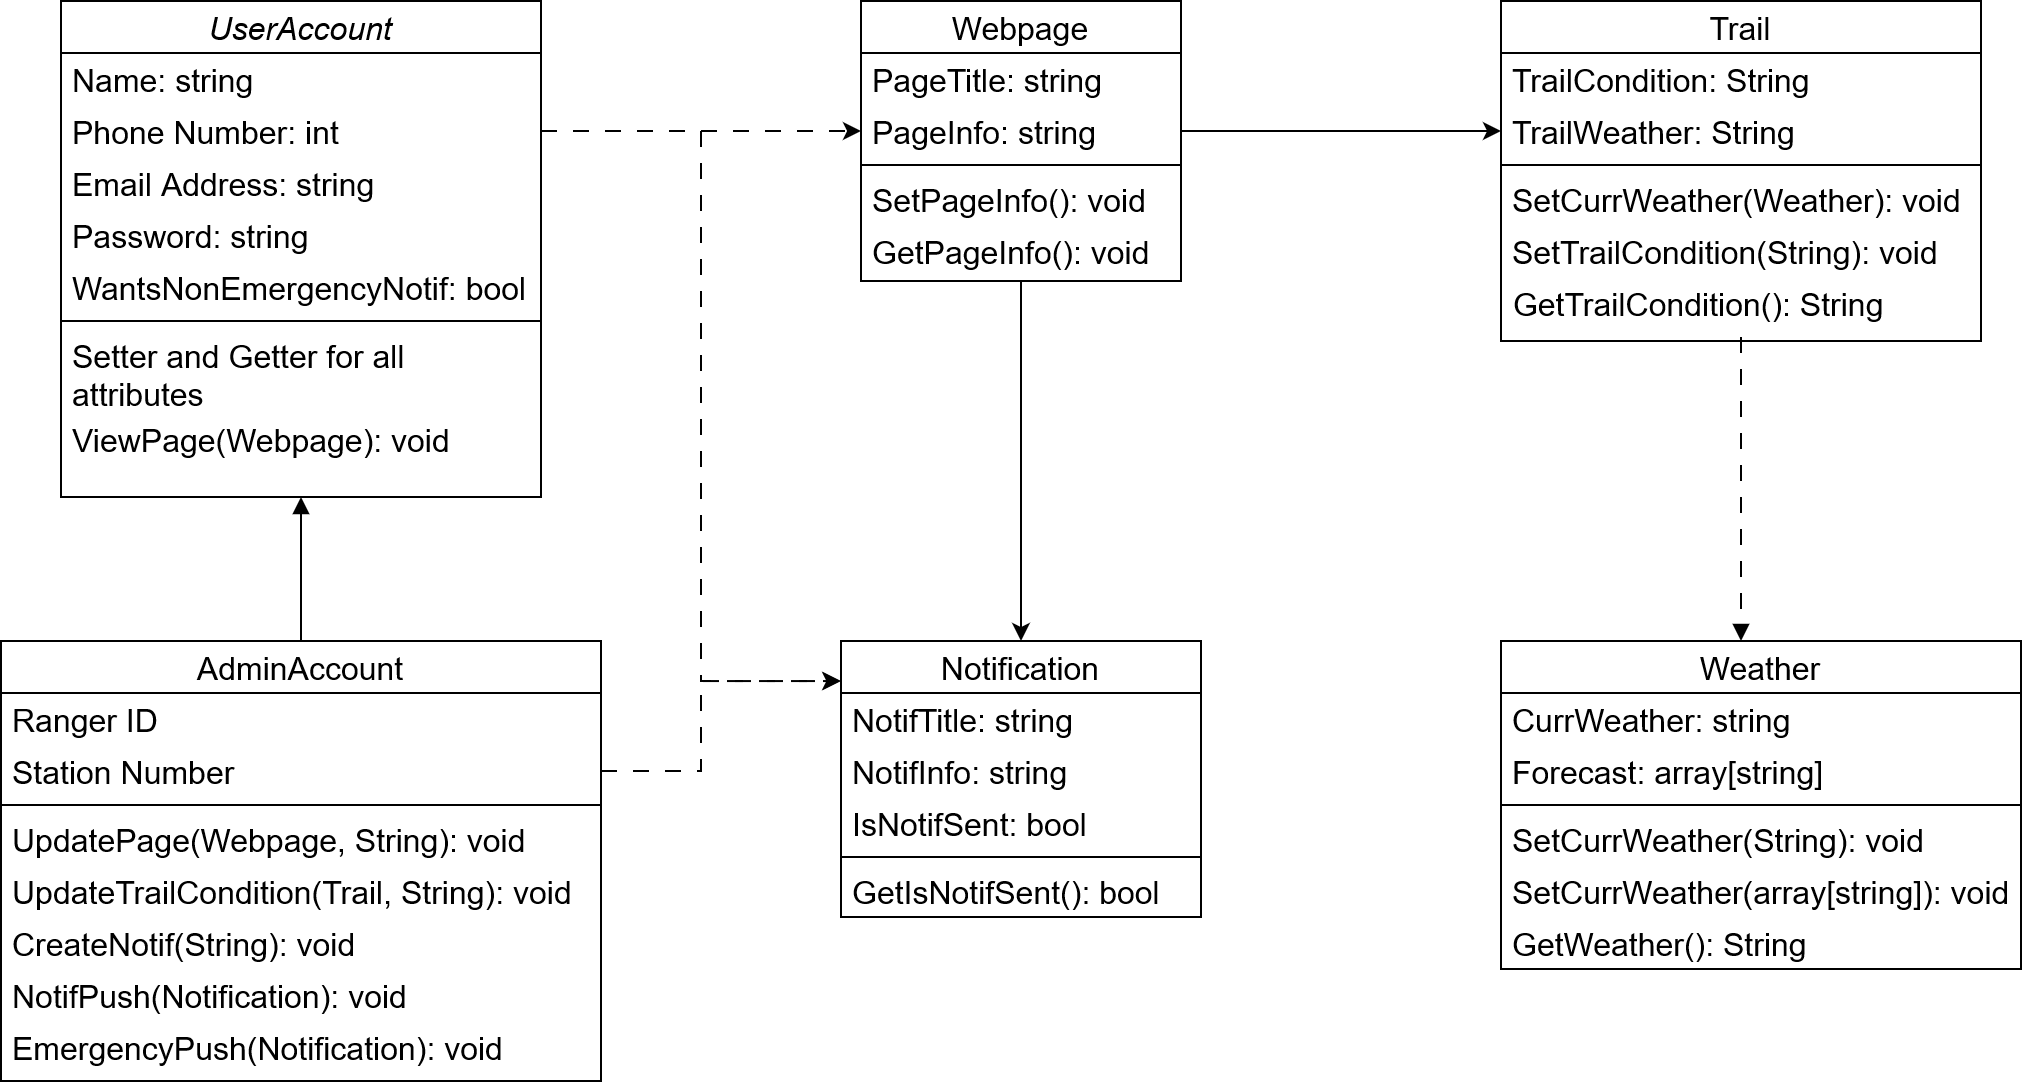 UserAccount
Name: string
Phone Number: int
Email Address: string
Password: string
WantsNonEmergencyNotif: bool
Setter and Getter for all
attributes
ViewPage(Webpage): void
Webpage
PageTitle: string
PageInfo: string
SetPageInfo(): void
GetPageInfo(): void
Trail
TrailCondition: String
TrailWeather: String
SetCurrWeather(Weather): void
SetTrailCondition(String): void
GetTrailCondition(): String
AdminAccount
Ranger ID
Station Number
UpdatePage(Webpage, String): void
UpdateTrailCondition(Trail, String): void
CreateNotif(String): void
NotifPush(Notification): void
EmergencyPush(Notification): void
Notification
NotifTitle: string
NotifInfo: string
IsNotifSent: bool
GetIsNotifSent(): bool
Weather
CurrWeather: string
Forecast: array[string]
SetCurrWeather(String): void
SetCurrWeather(array[string]): void
GetWeather(): String